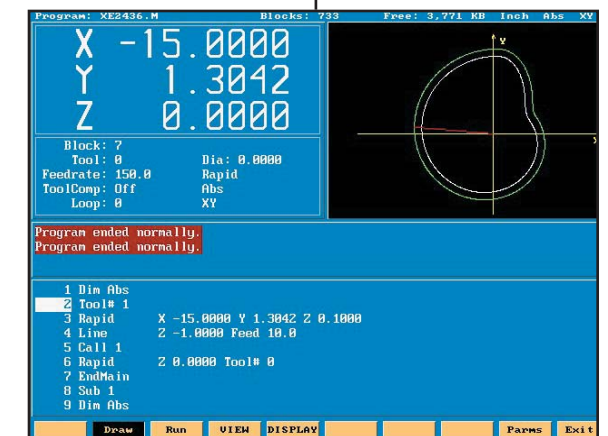 Program: XE2436.M Blocks: 733 Free: 3,771 KB Inch Abs XY
X -15.0000
Y 1.3042
Z 0.0000
Block: 7
Tool: 0 Dia: 0.0000
Feedrate: 150.0 Rapid
ToolComp: Off Abs
Loop: 0 XY
Y
Program ended normally.
Program ended normally.
1 Dim Abs
2 Tool# 1
3 Rapid X -15.0000 Y 1.3042 Z 0.1000
4 Line Z -1.0000 Feed 10.0
5 Call 1
6 Rapid Z 0.0000 Tool# 0
7 EndMain
8 Sub 1
9 Dim Abs
Draw Run VIEW DISPLAY Parms Exit